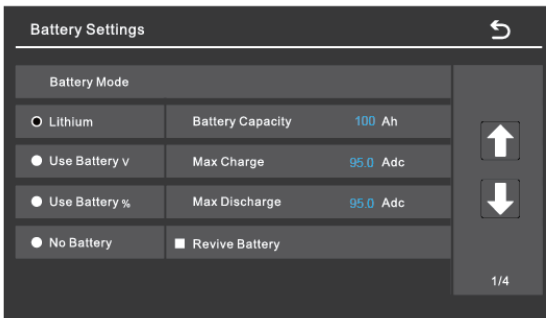 Battery Settings
Battery Mode
Lithium Battery Capacity 100 Ah
Use Battery V Max Charge 95.0 Adc
Use Battery % Max Discharge 95.0 Adc
No Battery Revive Battery
1/4